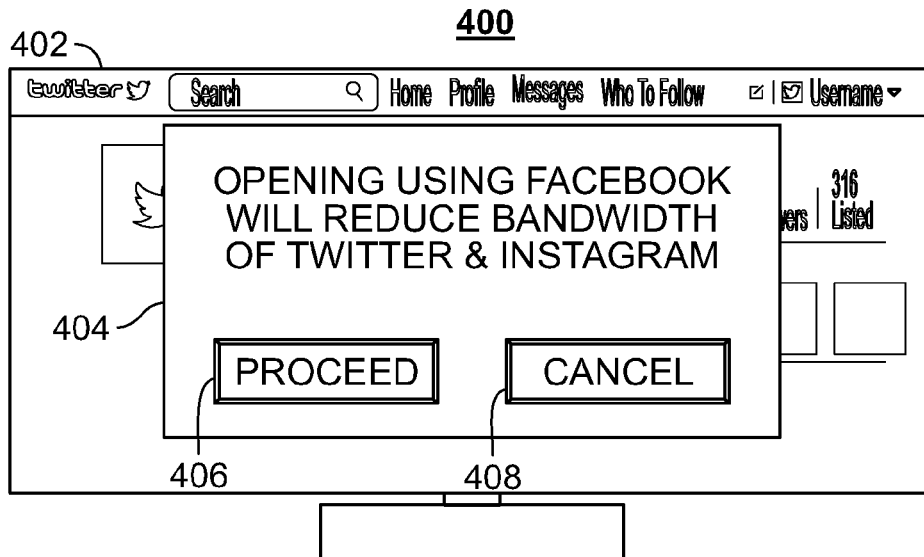 400
402
twitter Search Home Profile Messages Who To Follow Username
OPENING USING FACEBOOK
WILL REDUCE BANDWIDTH
OF TWITTER & INSTAGRAM
316
Listed
vers
404
PROCEED CANCEL
406 408